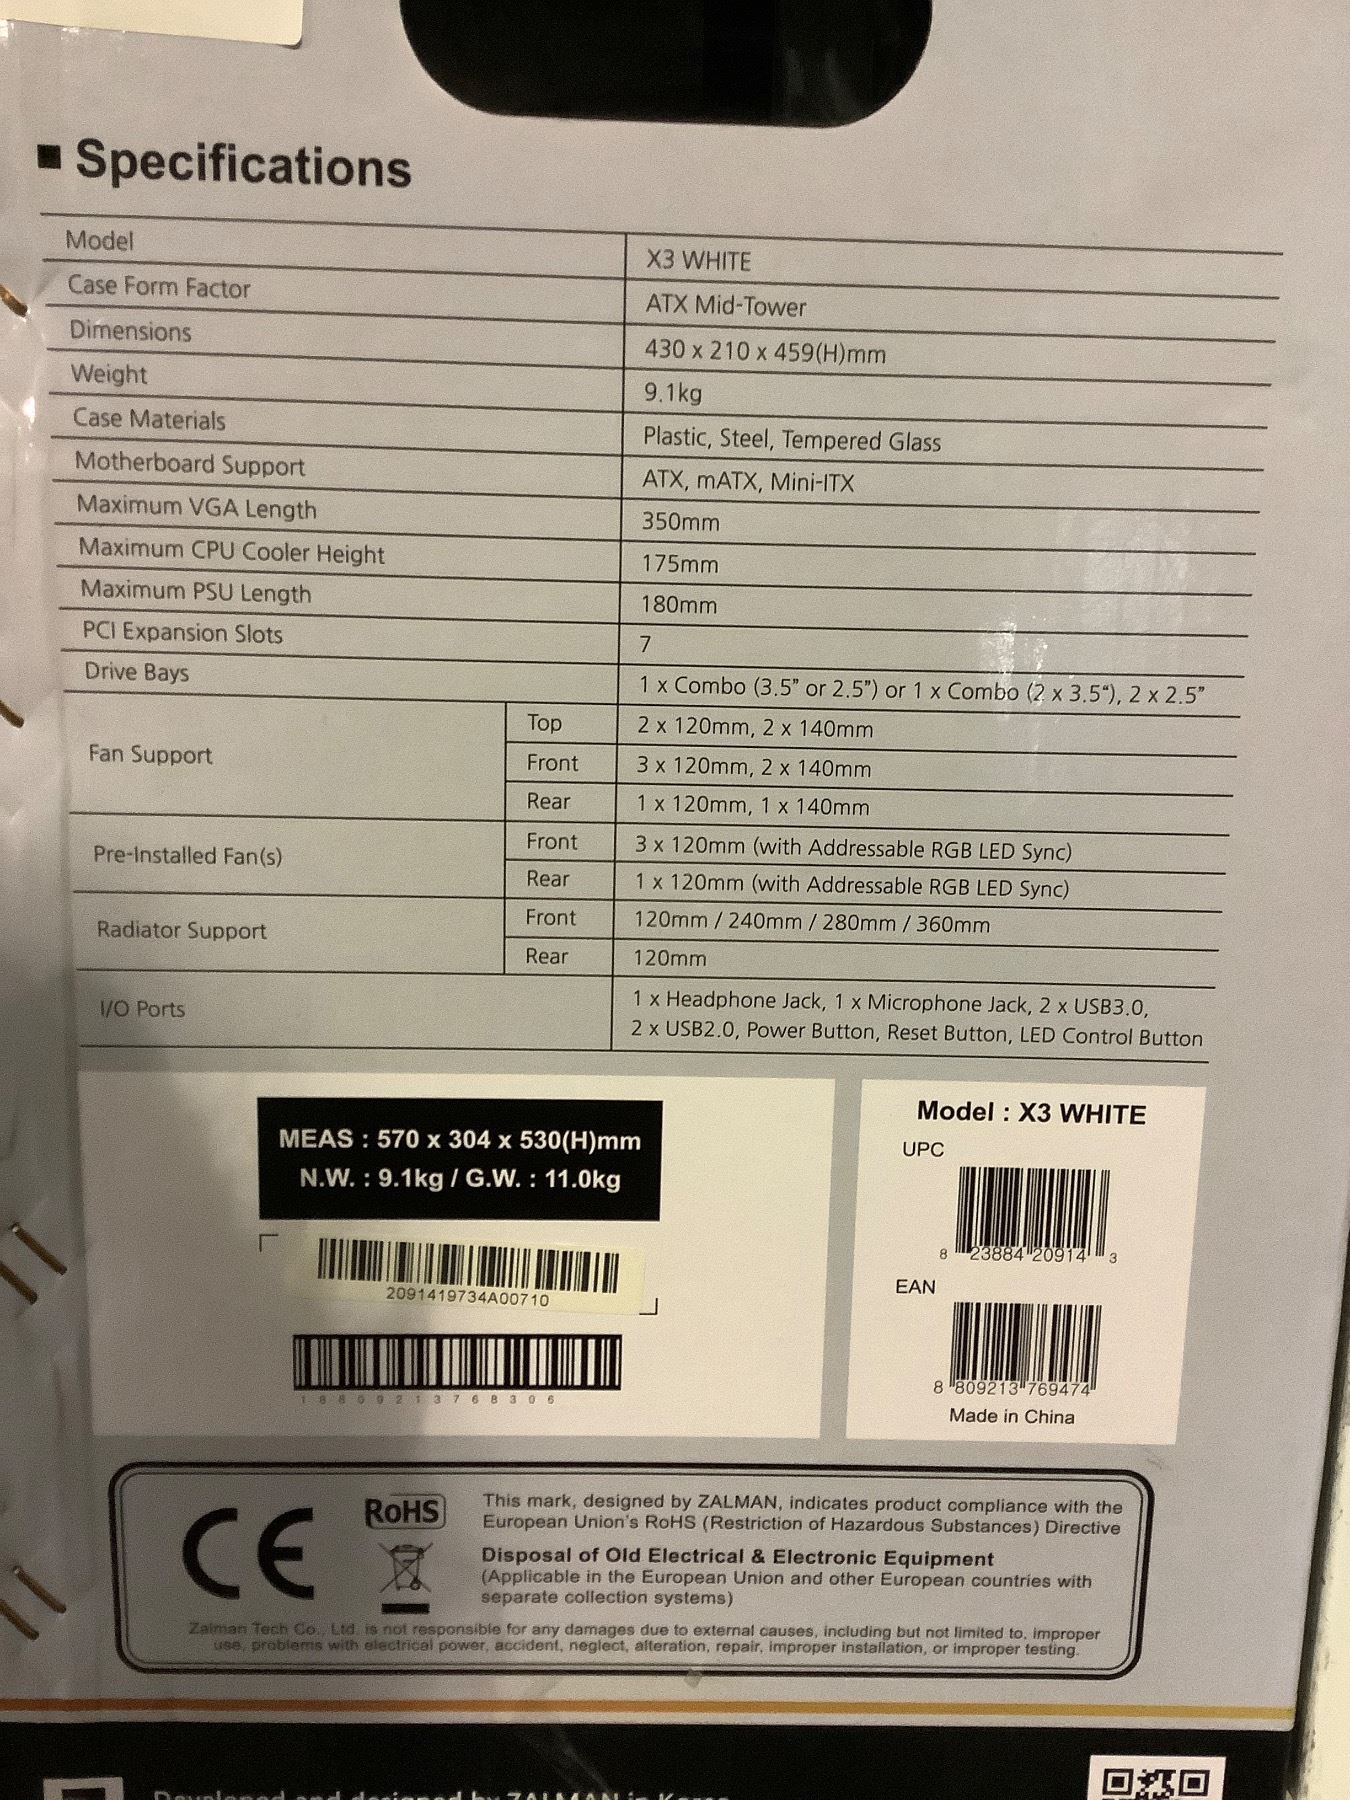 ■ Specifications
Model X3 WHITE
Case Form Factor ATX Mid-Tower
Dimensions 430 x 210 x 459(H)mm
Weight 9.1kg
Case Materials Plastic, Steel, Tempered Glass
Motherboard Support ATX, mATX, Mini-ITX
Maximum VGA Length 350mm
Maximum CPU Cooler Height 175mm
Maximum PSU Length 180mm
PCI Expansion Slots 7
Drive Bays 1 x Combo (3.5” or 2.5”) or 1 x Combo (2 x 3.5“), 2 x 2.5”
Fan Support
Top 2 x 120mm, 2 x 140mm
Front 3 x 120mm, 2 x 140mm
Rear 1 x 120mm, 1 x 140mm
Pre-Installed Fan(s)
Front 3 x 120mm (with Addressable RGB LED Sync)
Rear 1 x 120mm (with Addressable RGB LED Sync)
Radiator Support
Front 120mm / 240mm / 280mm / 360mm
Rear 120mm
I/O Ports
1 x Headphone Jack, 1 x Microphone Jack, 2 x USB3.0,
2 x USB2.0, Power Button, Reset Button, LED Control Button
MEAS : 570 x 304 x 530(H)mm
N.W. : 9.1kg / G.W. : 11.0kg
2091419734A00710
18809213768306
Model : X3 WHITE
UPC
8 23884 20914 3
EAN
8 809213 769474
Made in China
CE
RoHS
This mark, designed by ZALMAN, indicates product compliance with the
European Union's RoHS (Restriction of Hazardous Substances) Directive
Disposal of Old Electrical & Electronic Equipment
(Applicable in the European Union and other European countries with
separate collection systems)
Zalman Tech Co., Ltd. is not responsible for any damages due to external causes, including but not limited to, improper
use, problems with electrical power, accident, neglect, alteration, repair, improper installation, or improper testing.
Developed and designed by ZALMAN in Korea